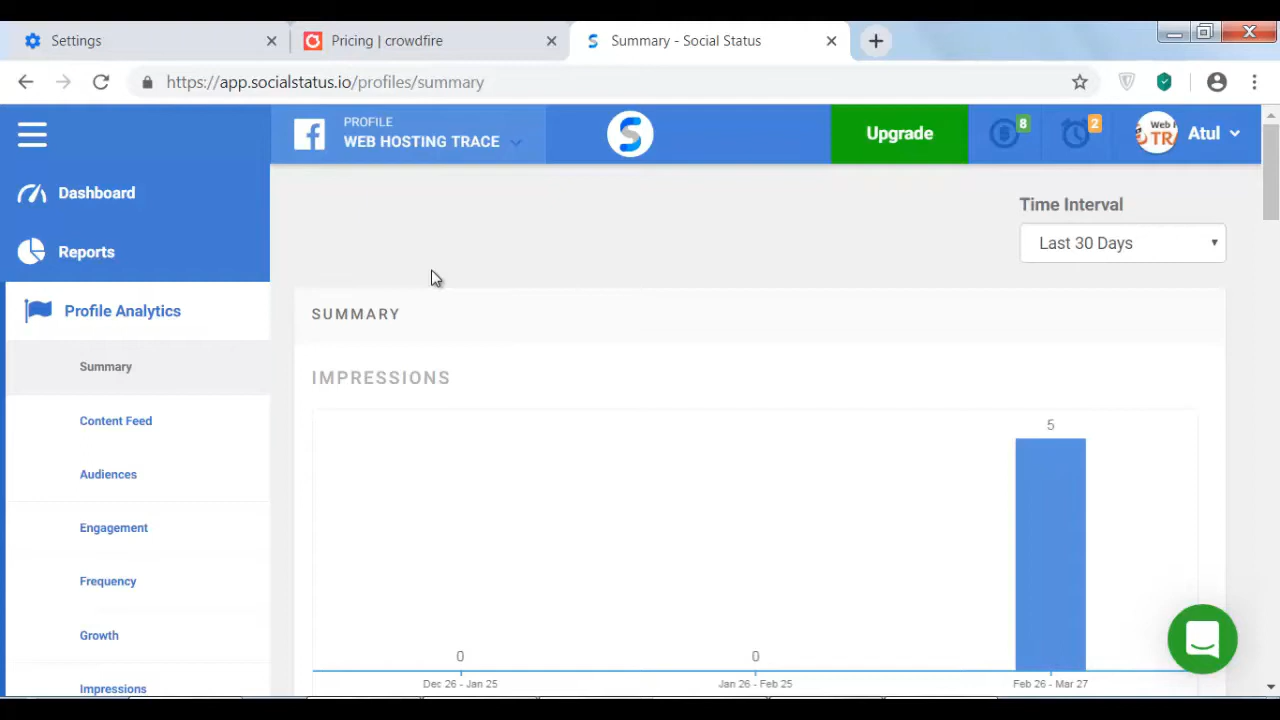 Settings
Pricing | crowdfire
Summary - Social Status
https://app.socialstatus.io/profiles/summary
PROFILE
WEB HOSTING TRACE
Upgrade
8
2
Atul
Dashboard
Reports
Profile Analytics
Summary
Content Feed
Audiences
Engagement
Frequency
Growth
Impressions
Time Interval
Last 30 Days
SUMMARY
IMPRESSIONS
5
0
0
Dec 26 - Jan 25
Jan 26 - Feb 25
Feb 26 - Mar 27